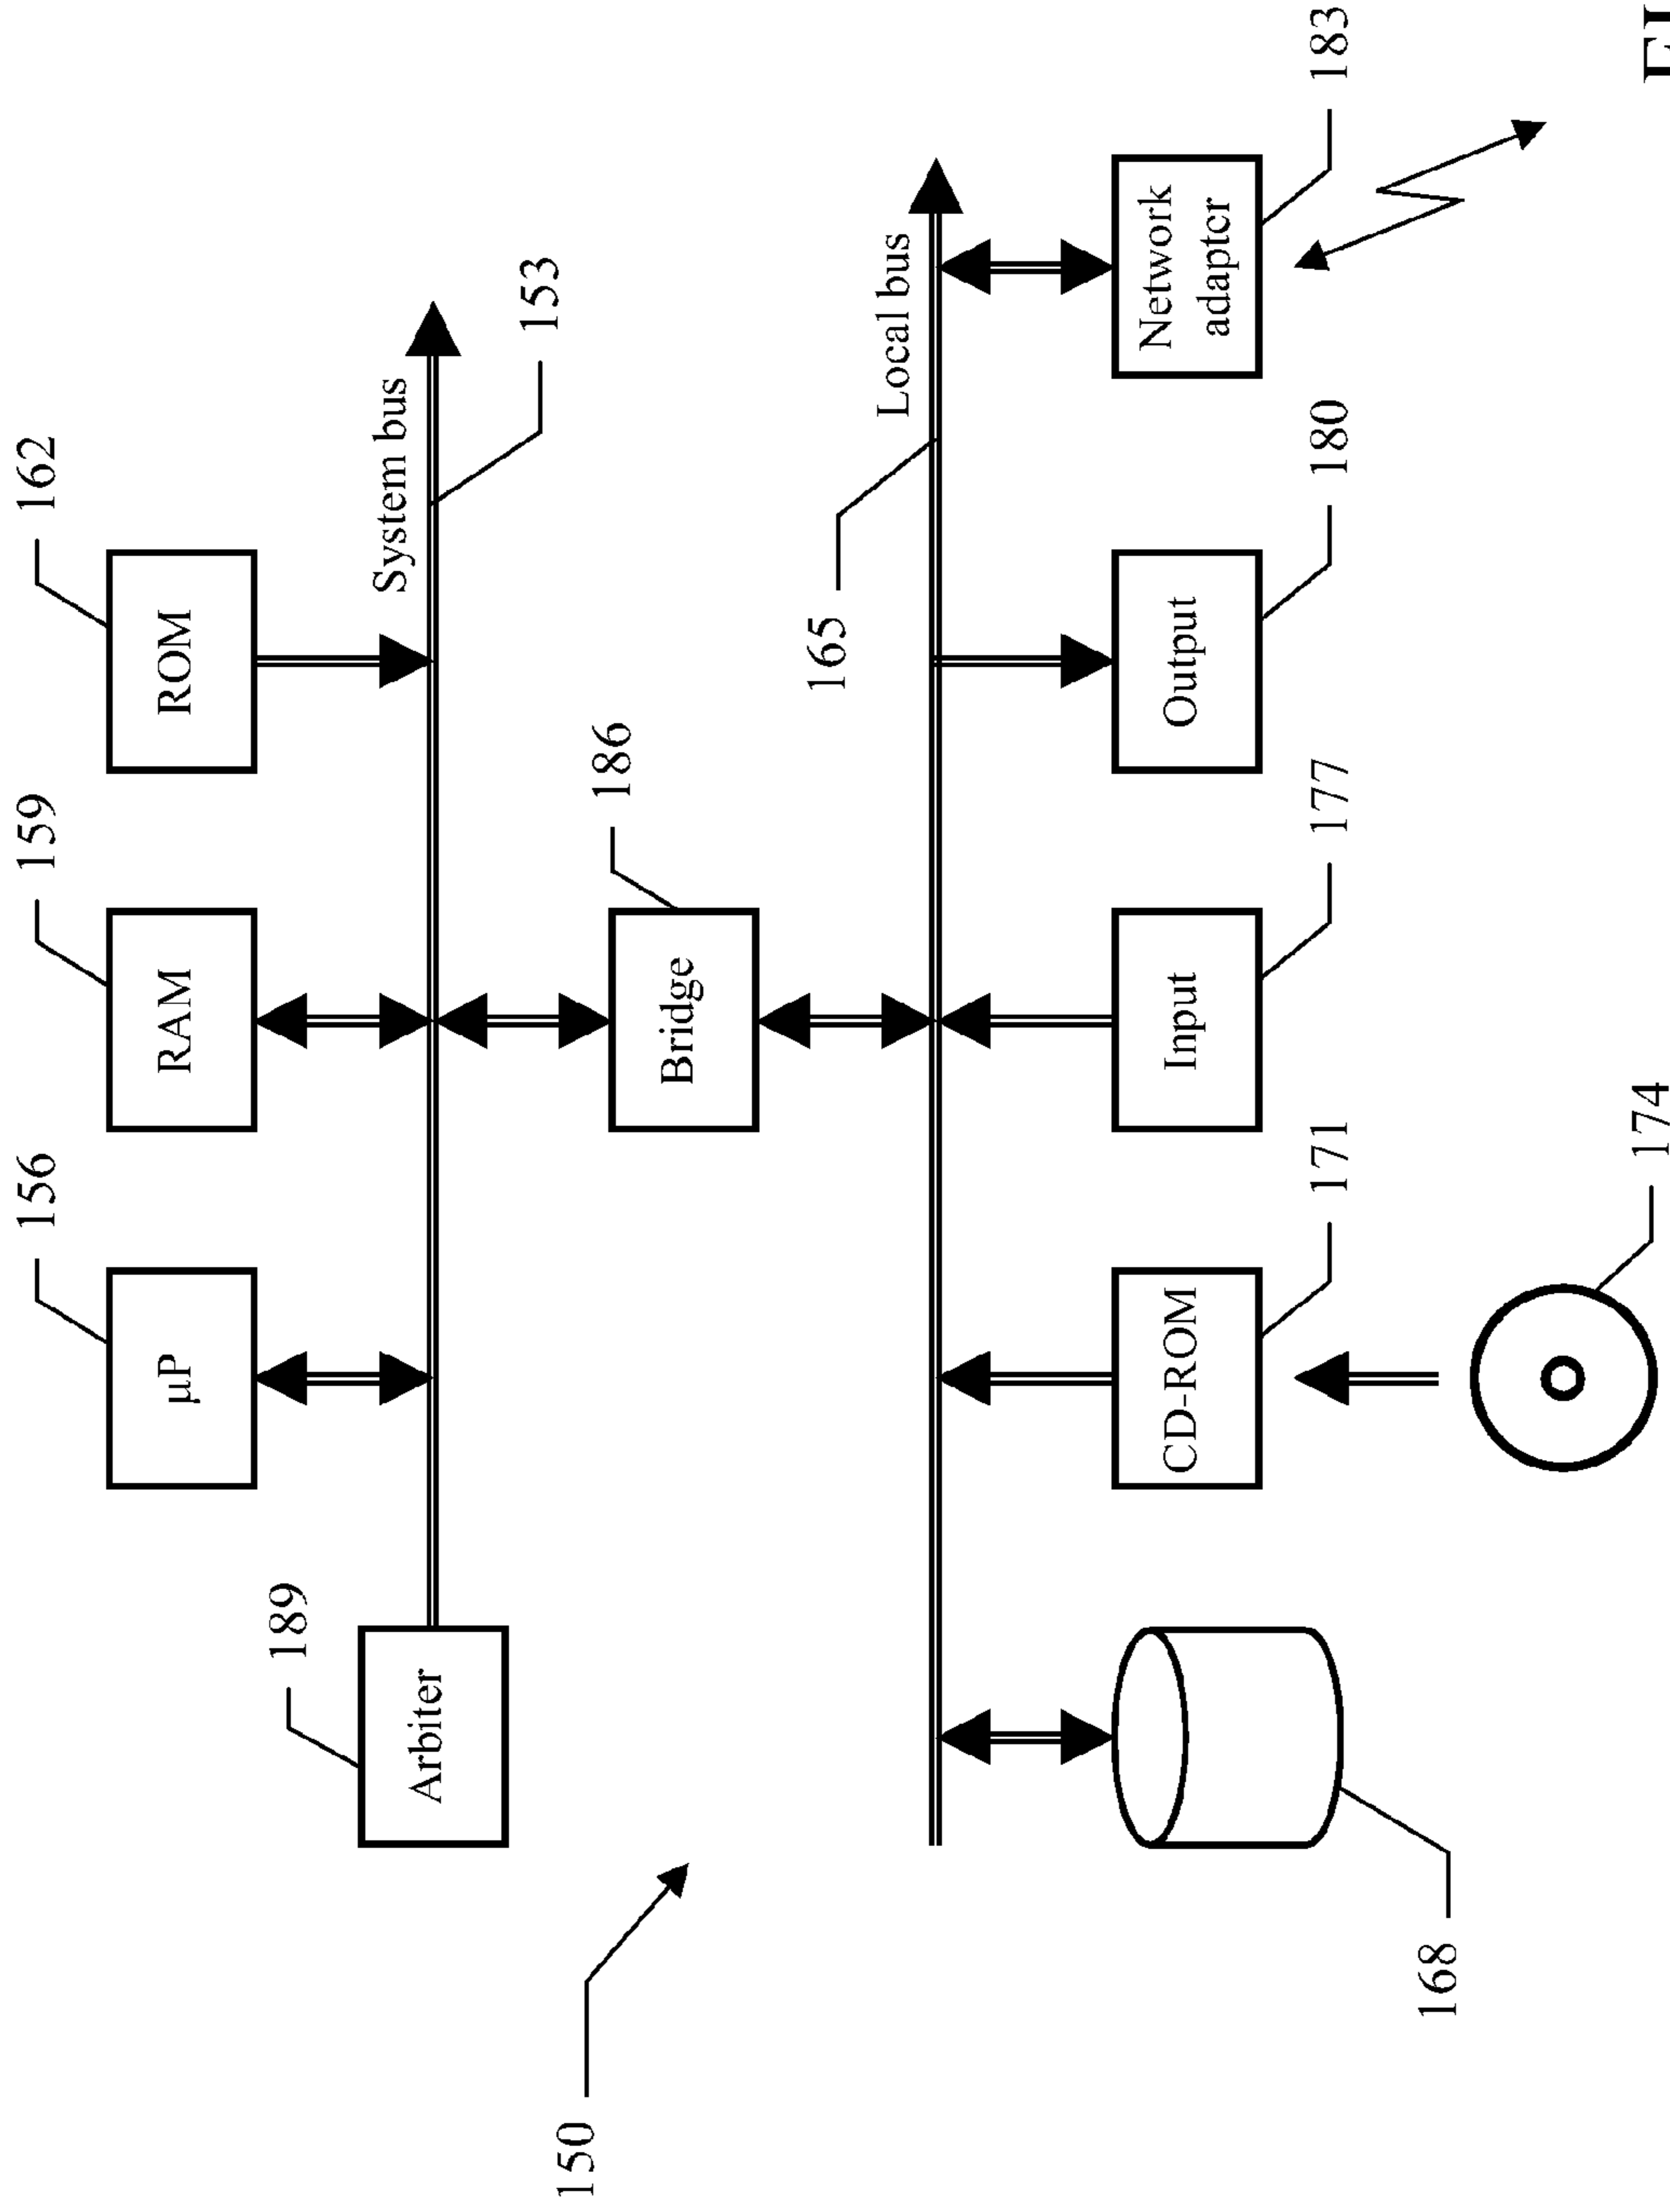 156
159
162
µP
RAM
ROM
189
System bus
Arbiter
153
150
186
Bridge
165
Local bus
CD-ROM
Input
Output
Network
adapter
171
177
180
183
168
174